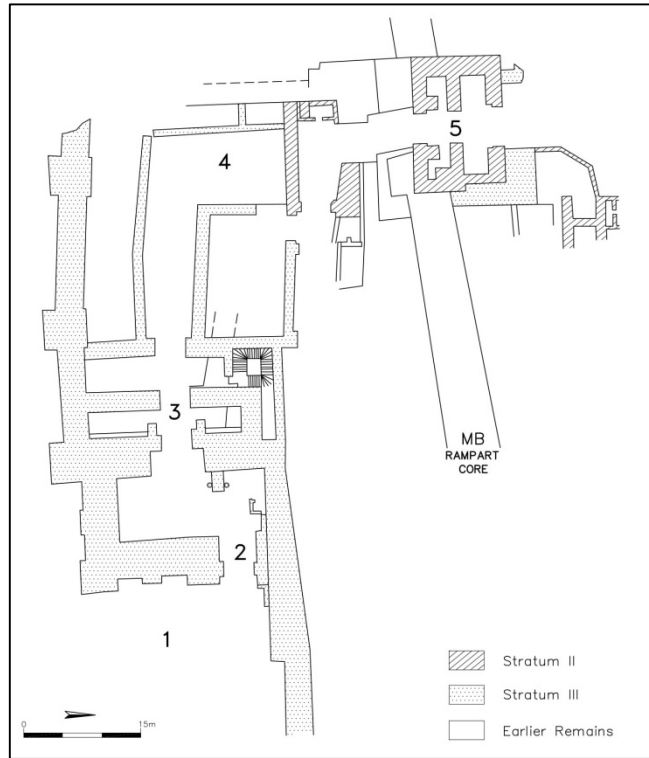 5
4
3
MB
RAMPART
CORE
2
1
Stratum II
Stratum III
Earlier Remains
0
15m